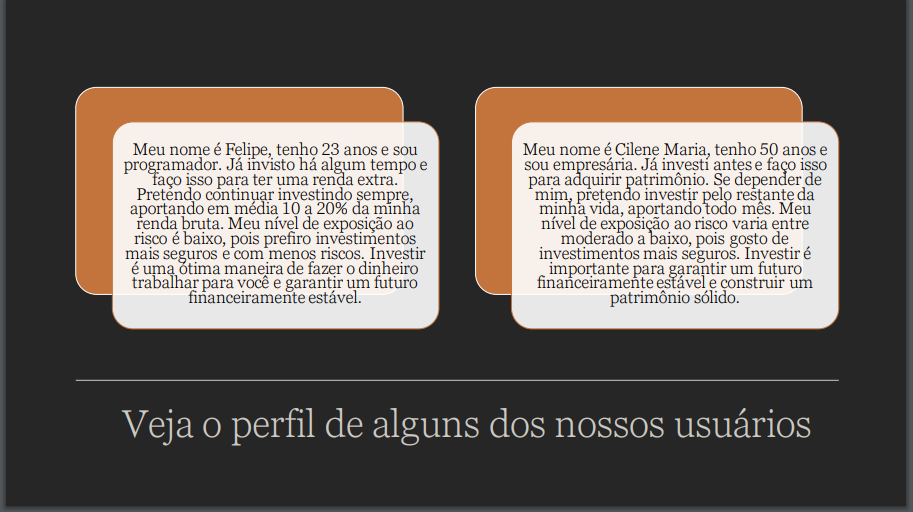 Meu nome é Felipe, tenho 23 anos e sou
programador. Já invisto há algum tempo e
faço isso para ter uma renda extra.
Pretendo continuar investindo sempre,
aportando em média 10 a 20% da minha
renda bruta. Meu nível de exposição ao
risco é baixo, pois prefiro investimentos
mais seguros e com menos riscos. Investir
é uma ótima maneira de fazer o dinheiro
trabalhar para você e garantir um futuro
financeiramente estável.
Meu nome é Cilene Maria, tenho 50 anos e
sou empresária. Já investi antes e faço isso
para adquirir patrimônio. Se depender de
mim, pretendo investir pelo restante da
minha vida, aportando todo mês. Meu
nível de exposição ao risco varia entre
moderado a baixo, pois gosto de
investimentos mais seguros. Investir é
importante para garantir um futuro
financeiramente estável e construir um
patrimônio sólido.
Veja o perfil de alguns dos nossos usuários